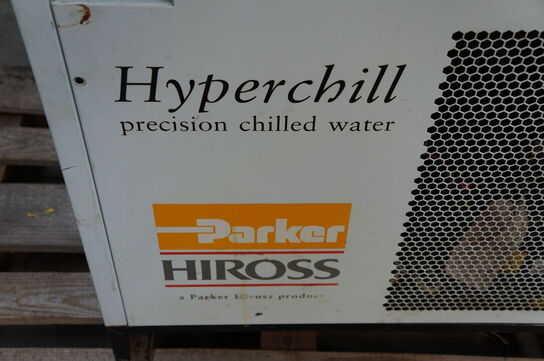 Hyperchill
precision chilled water
Parker
HIROSS
a Parker Hiross product